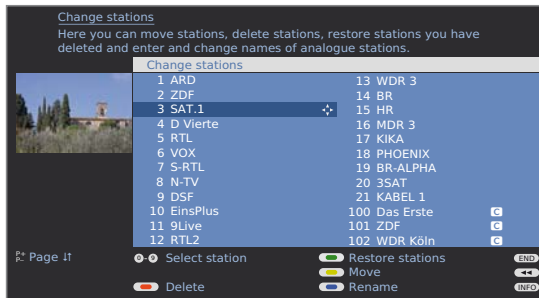 Change stations
Here you can move stations, delete stations, restore stations you have
deleted and enter and change names of analogue stations.
Change stations
1 ARD
2 ZDF
3 SAT.1
4 D Vierte
5 RTL
6 VOX
7 S-RTL
8 N-TV
9 DSF
10 EinsPlus
11 9Live
12 RTL2
13 WDR 3
14 BR
15 HR
16 MDR 3
17 KIKA
18 PHOENIX
19 BR-ALPHA
20 3SAT
21 KABEL 1
100 Das Erste C
101 ZDF C
102 WDR Köln C
P+ P- Page
0-9 Select station
Delete
Restore stations END
Move
Rename INFO